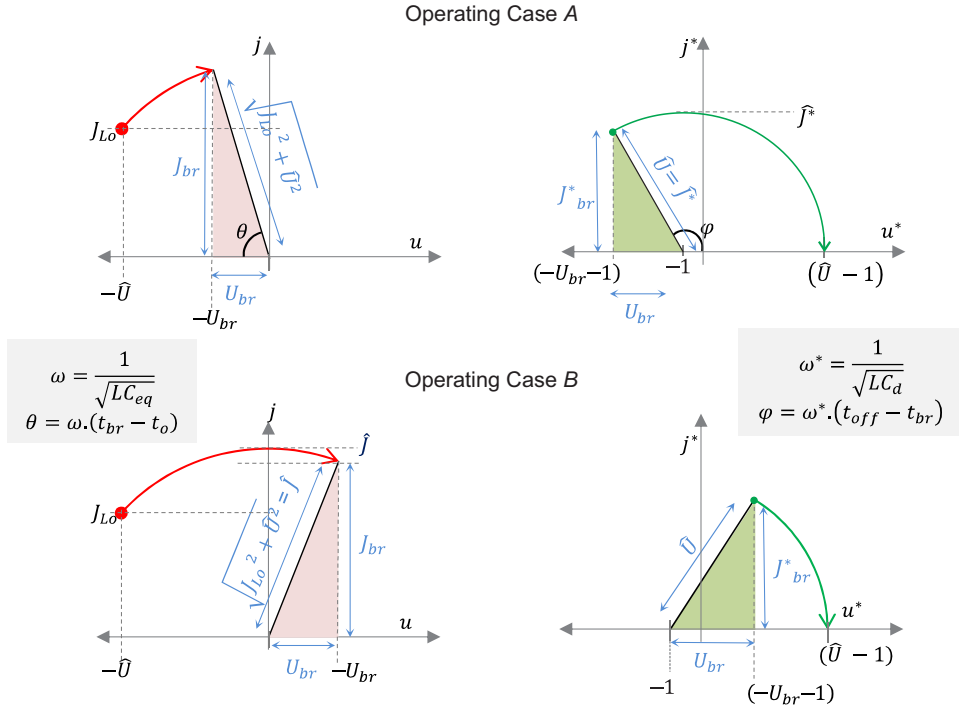 Operating Case A
j
j*
J_Lo
J_br
√(J_Lo² + Û²)
θ
u
−Û
U_br
−U_br
Ĵ*
J*_br
Û = Ĵ*
φ
u*
(−U_br−1)
−1
(Û −1)
U_br
ω = 1/√(LC_eq)
θ = ω.(t_br − t_o)
ω* = 1/√(LC_d)
φ = ω*.(t_off − t_br)
Operating Case B
j
ĵ
J_Lo
√(J_Lo² + Û²) = Ĵ
J_br
u
−Û
U_br
−U_br
j*
Û
J*_br
u*
U_br
(Û −1)
−1
(−U_br−1)